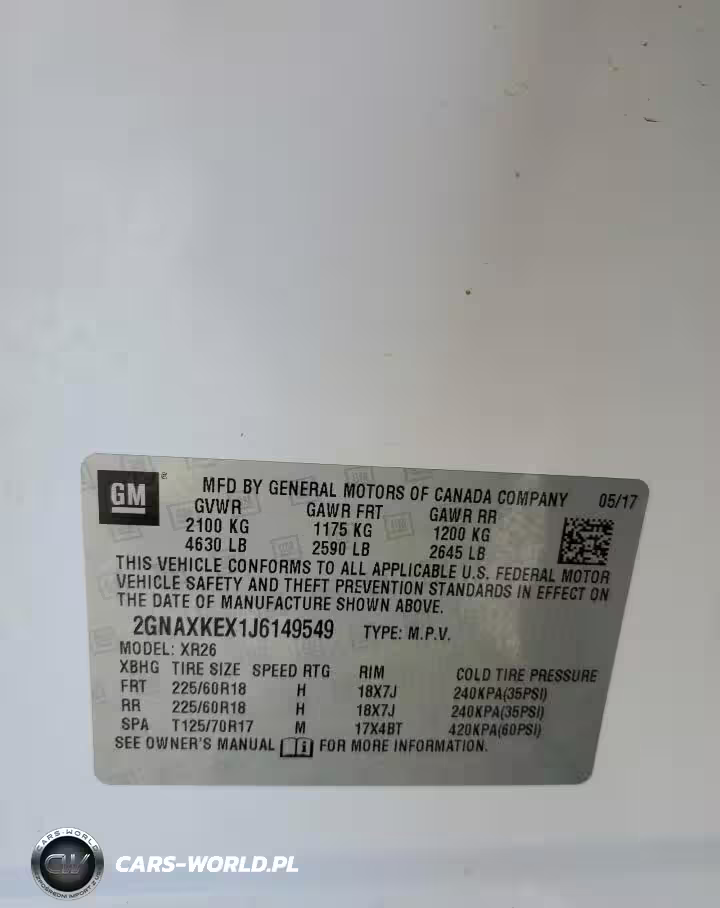 GM
MFD BY GENERAL MOTORS OF CANADA COMPANY 05/17
GVWR GAWR FRT GAWR RR
2100 KG 1175 KG 1200 KG
4630 LB 2590 LB 2645 LB
THIS VEHICLE CONFORMS TO ALL APPLICABLE U.S. FEDERAL MOTOR
VEHICLE SAFETY AND THEFT PREVENTION STANDARDS IN EFFECT ON
THE DATE OF MANUFACTURE SHOWN ABOVE.
2GNAXKEX1J6149549 TYPE: M.P.V.
MODEL: XR26
XBHG TIRE SIZE SPEED RTG RIM COLD TIRE PRESSURE
FRT 225/60R18 H 18X7J 240KPA(35PSI)
RR 225/60R18 H 18X7J 240KPA(35PSI)
SPA T125/70R17 M 17X4BT 420KPA(60PSI)
SEE OWNER'S MANUAL FOR MORE INFORMATION.
CARS-WORLD
CW
CARS-WORLD.PL